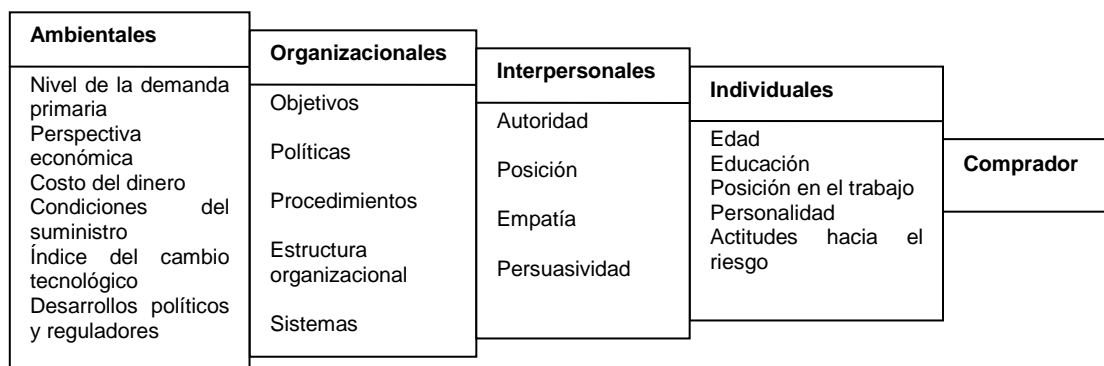 Ambientales
Nivel de la demanda
primaria
Perspectiva
económica
Costo del dinero
Condiciones del
suministro
Índice del cambio
tecnológico
Desarrollos políticos
y reguladores
Organizacionales
Objetivos
Políticas
Procedimientos
Estructura
organizacional
Sistemas
Interpersonales
Autoridad
Posición
Empatía
Persuasividad
Individuales
Edad
Educación
Posición en el trabajo
Personalidad
Actitudes hacia el
riesgo
Comprador